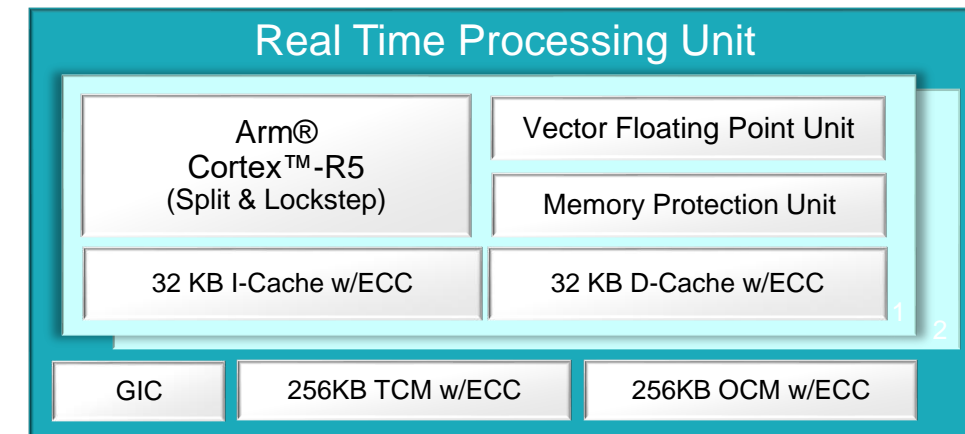 Real Time Processing Unit
Arm®
Cortex™-R5
(Split & Lockstep)
Vector Floating Point Unit
Memory Protection Unit
32 KB I-Cache w/ECC
32 KB D-Cache w/ECC
1
2
GIC
256KB TCM w/ECC
256KB OCM w/ECC